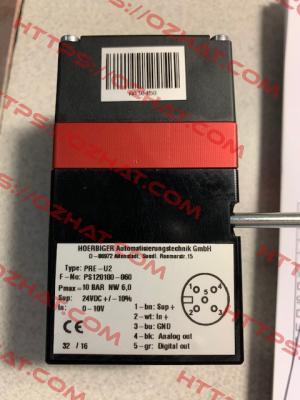 HTTPS://OZHAT.COM
HOERBIGER Automatisierungstechnik GmbH
D-86972 Altenstadt, Suedl. Roemerstr.15
Type: PRE-U2
F-No: PS120100-060
Pmax=10 BAR NW 6,0
Sup: 24VDC +/- 10%
In: 0-10V
1-bn: Sup +
2-wt: In +
3-bu: GND
4-bk: Analog out
5-gr: Digital out
CE
32 / 16